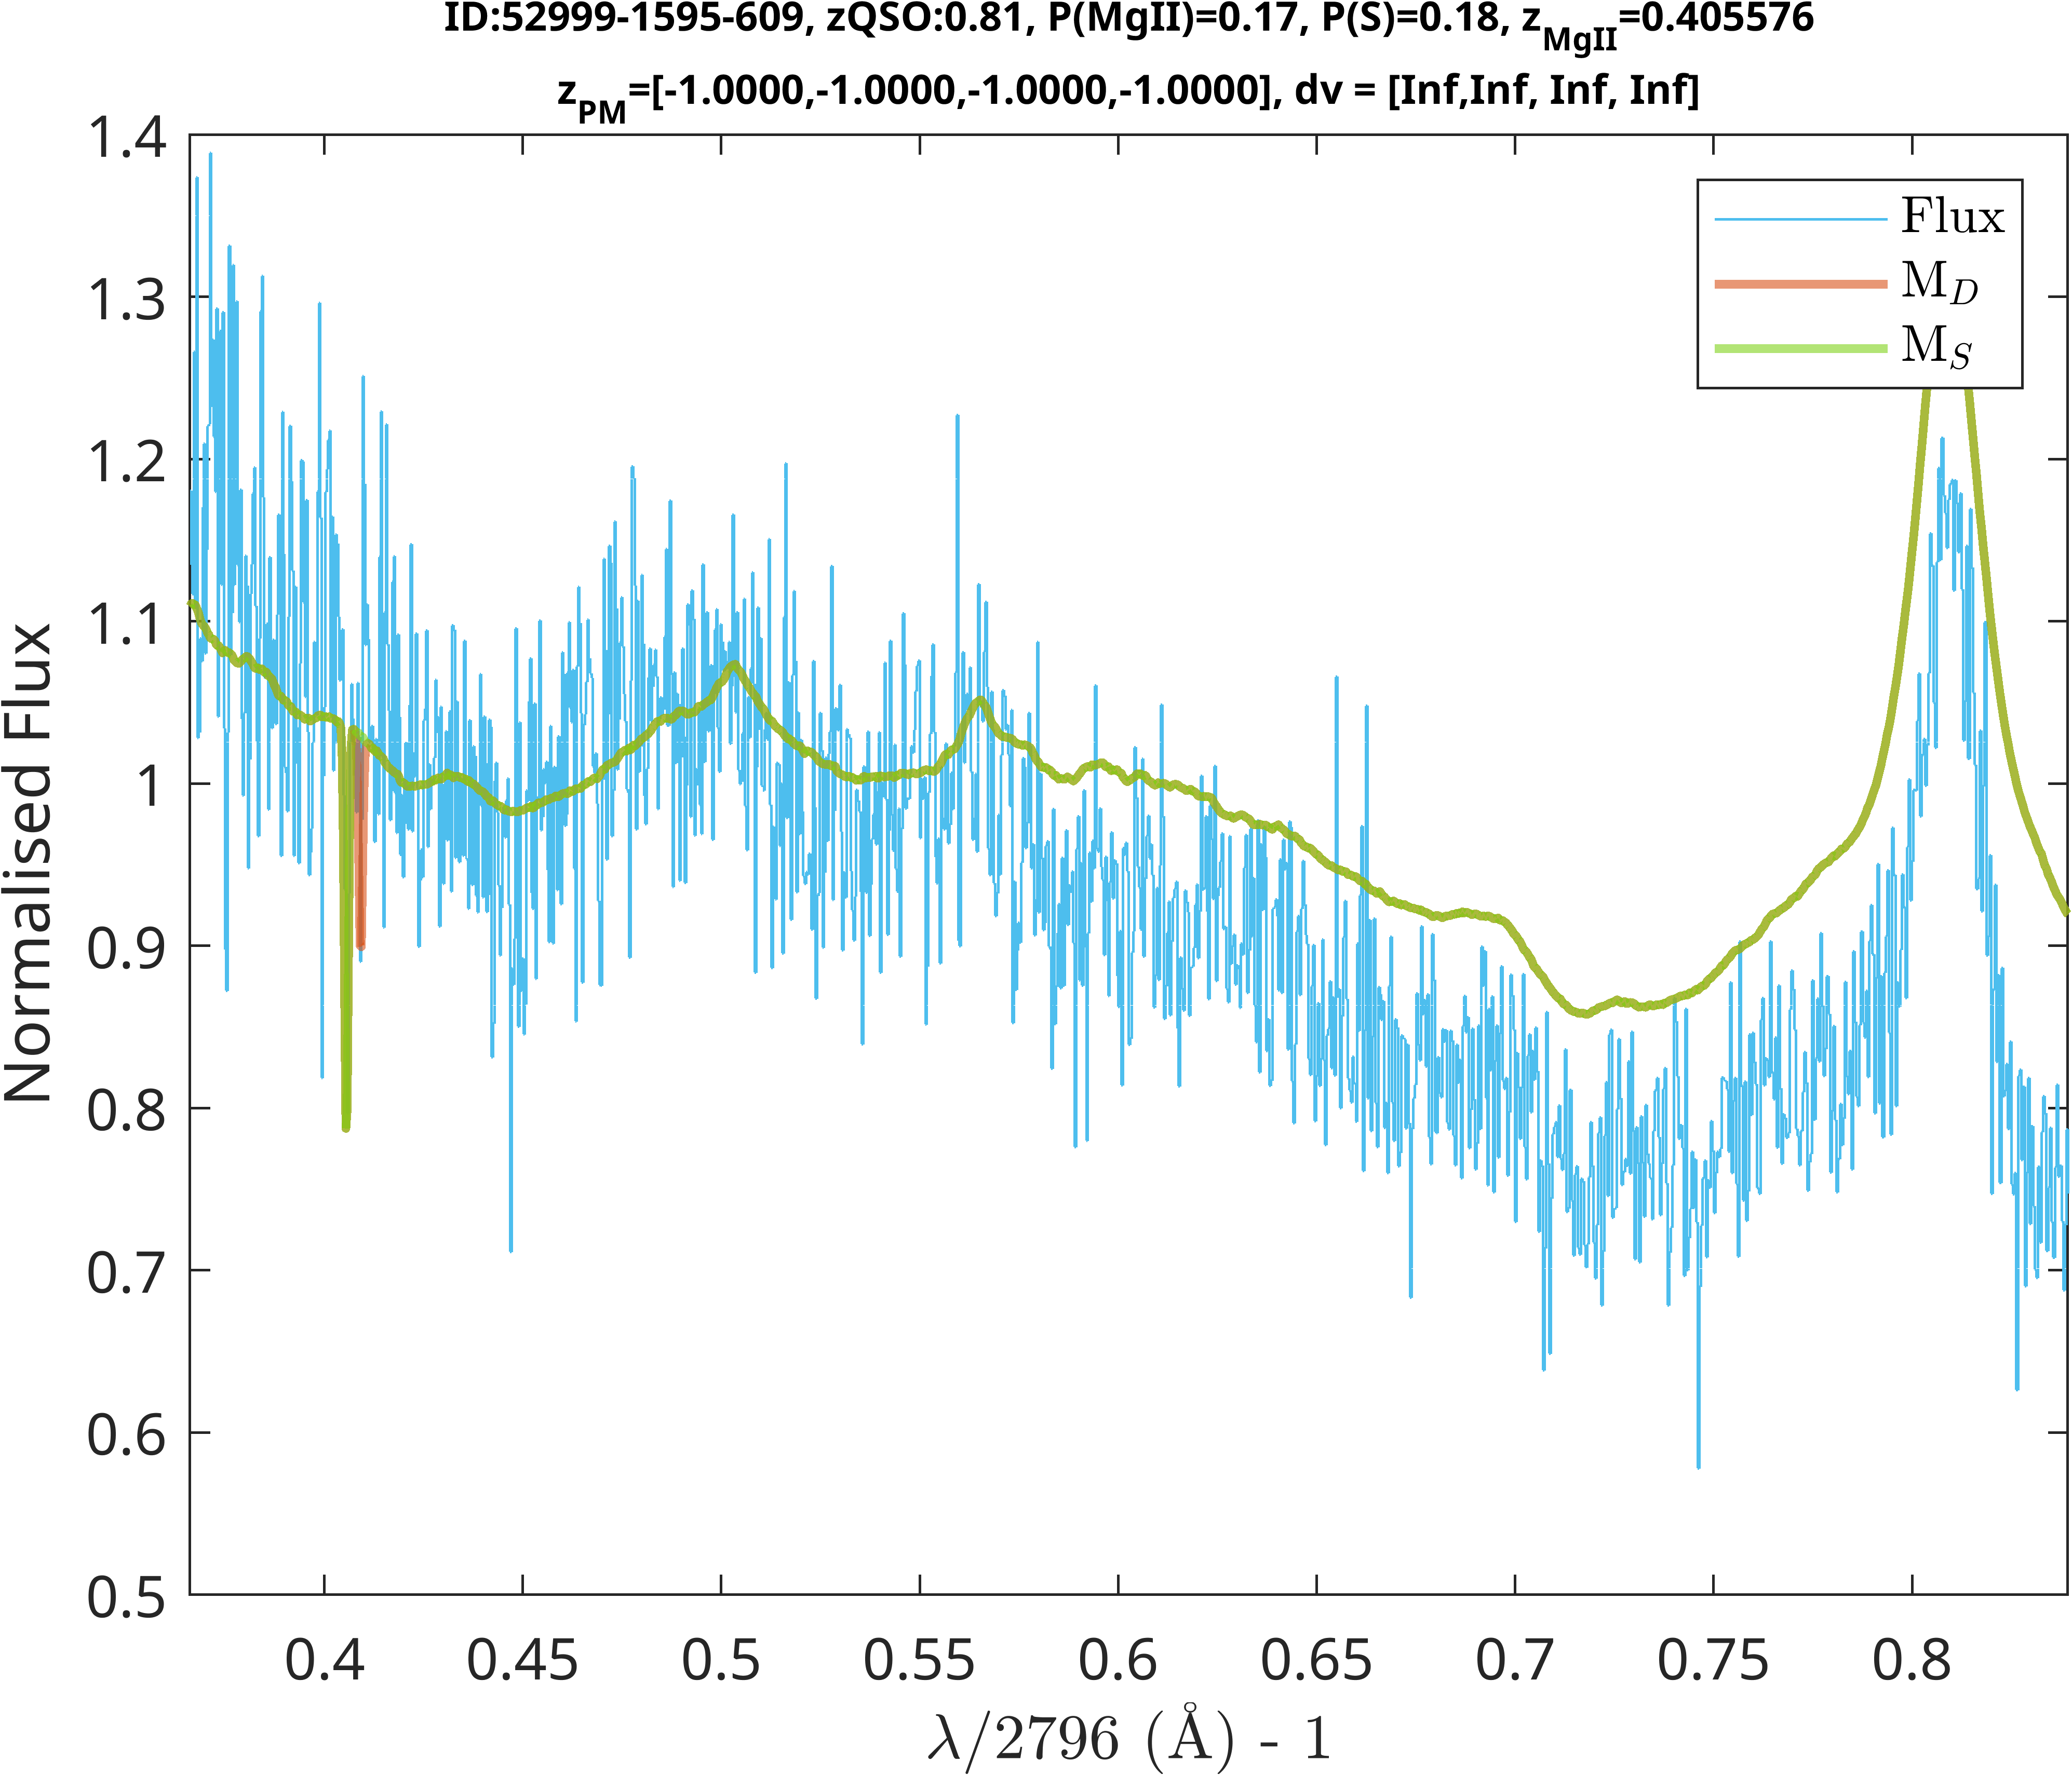 ID:52999-1595-609, zQSO:0.81, P(MgII)=0.17, P(S)=0.18, zMgII=0.405576
zPM=[-1.0000,-1.0000,-1.0000,-1.0000], dv = [Inf,Inf, Inf, Inf]
1.4
1.3
1.2
1.1
1
0.9
0.8
0.7
0.6
0.5
Normalised Flux
Flux
MD
MS
0.4 0.45 0.5 0.55 0.6 0.65 0.7 0.75 0.8
λ/2796 (Å) - 1